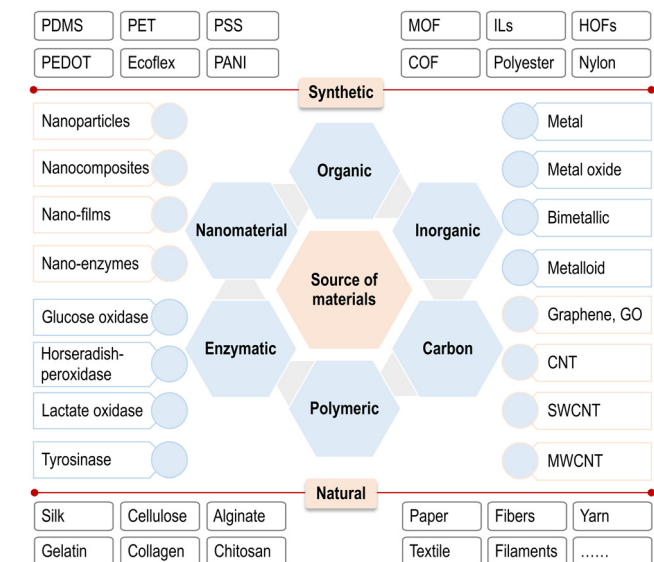 PDMS
PET
PSS
MOF
ILs
HOFs
PEDOT
Ecoflex
PANI
COF
Polyester
Nylon
Synthetic
Nanoparticles
Nanocomposites
Nano-films
Nano-enzymes
Glucose oxidase
Horseradish-
peroxidase
Lactate oxidase
Tyrosinase
Organic
Nanomaterial
Inorganic
Source of
materials
Enzymatic
Carbon
Polymeric
Metal
Metal oxide
Bimetallic
Metalloid
Graphene, GO
CNT
SWCNT
MWCNT
Natural
Silk
Cellulose
Alginate
Paper
Fibers
Yarn
Gelatin
Collagen
Chitosan
Textile
Filaments
......